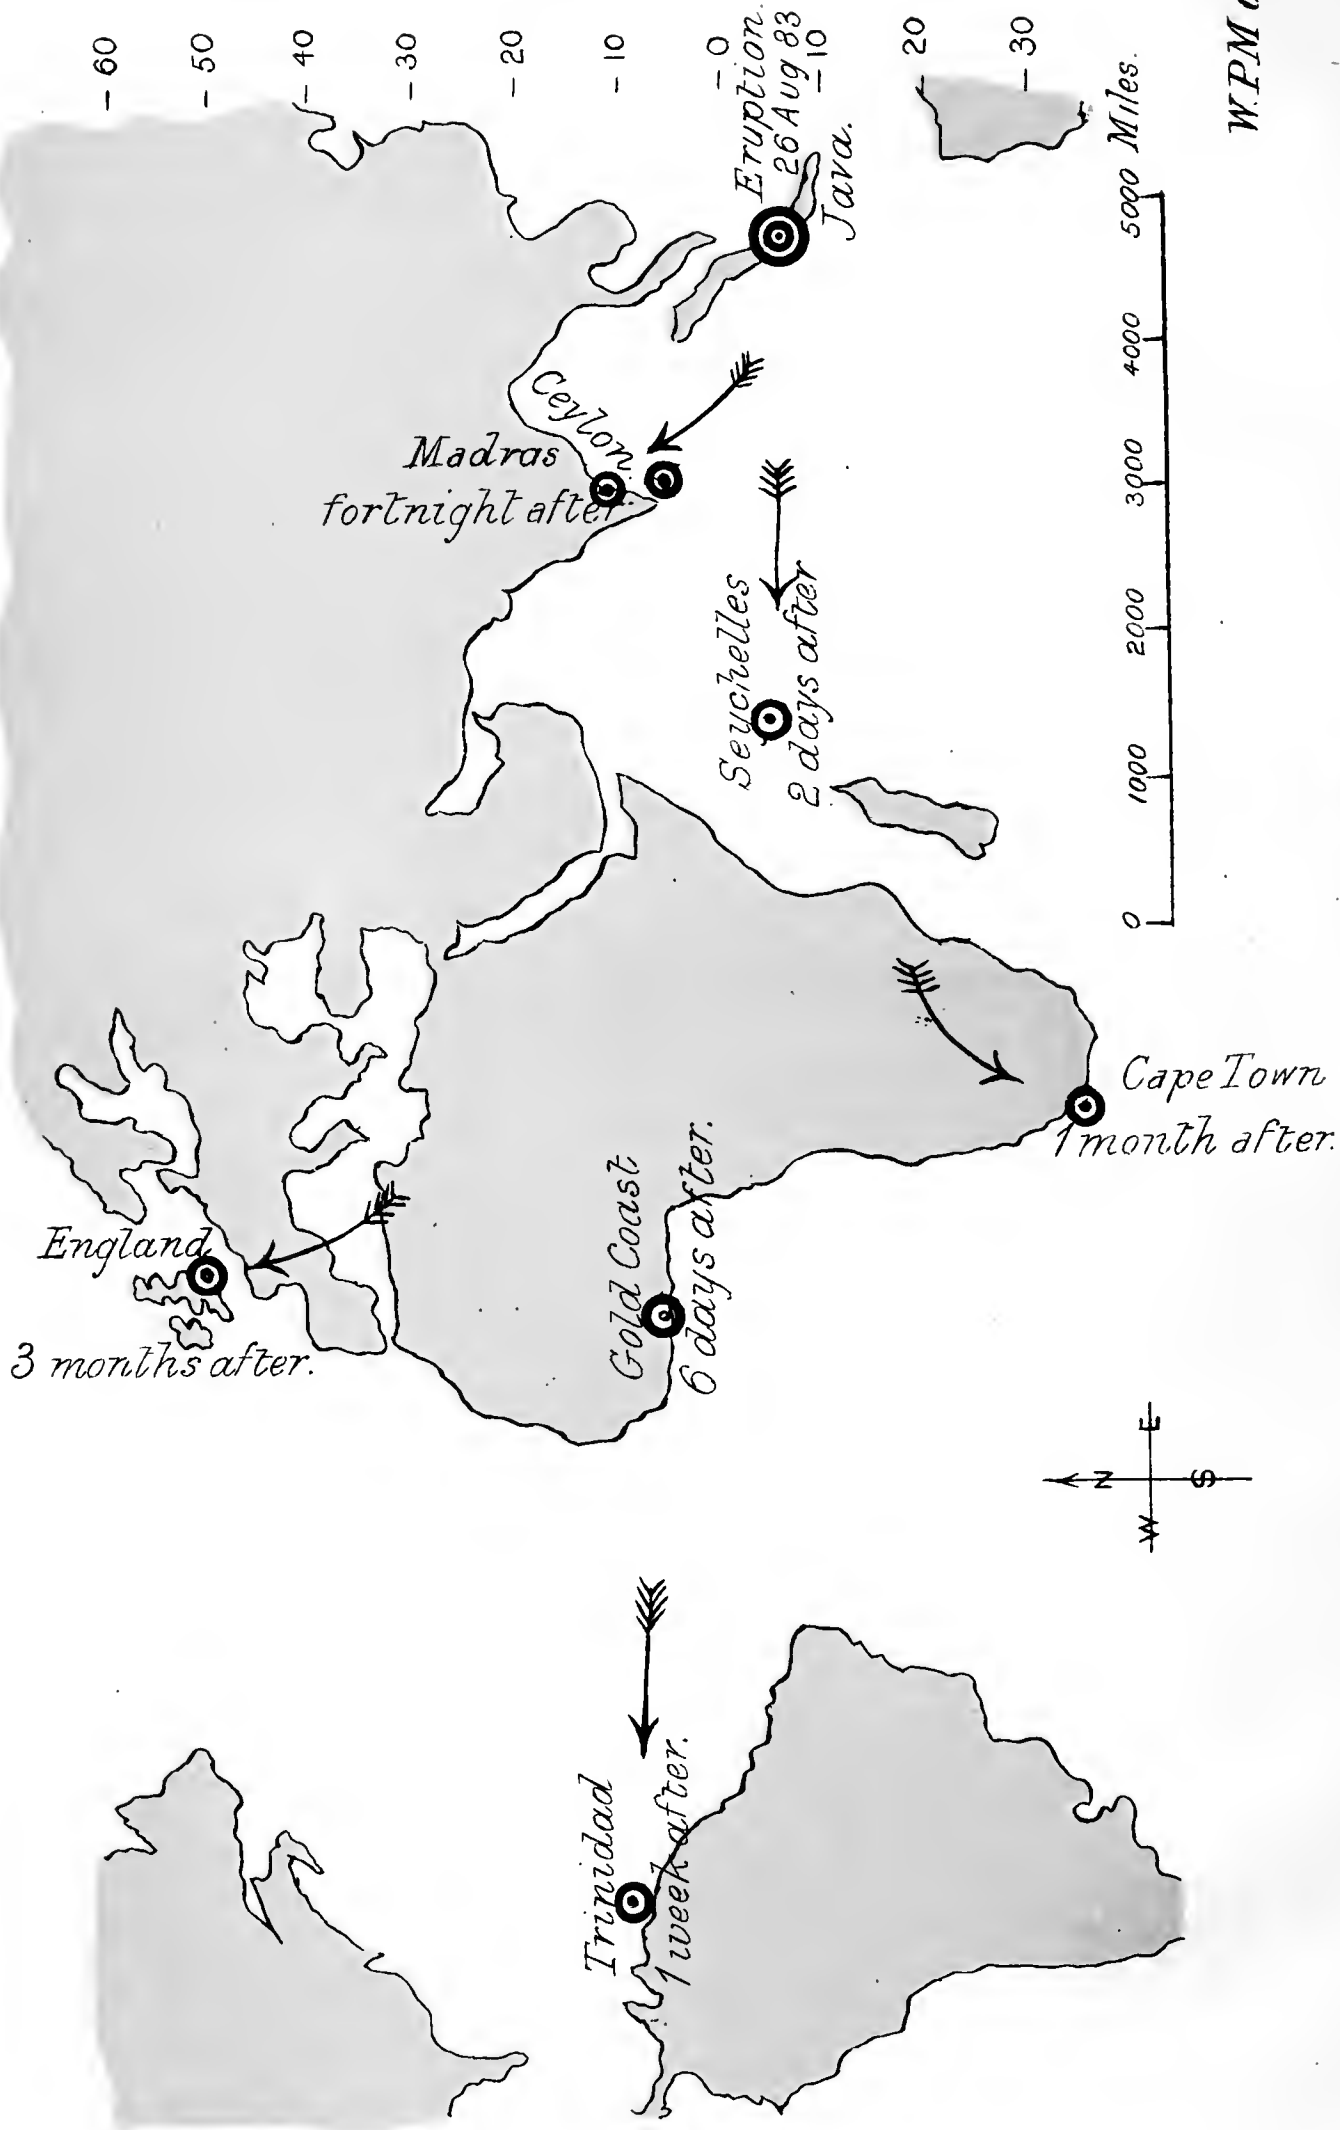 - 60
- 50
- 40
- 30
- 20
- 10
- 0
- 10
20
- 30
Eruption.
26 Aug 83
Java.
Ceylon
Madras
fortnight after.
Seychelles
2 days after
England
3 months after.
Gold Coast
6 days after.
Cape Town
1 month after.
Trinidad
1 week after.
N
W E
S
0 1000 2000 3000 4000 5000 Miles.
W.P.M